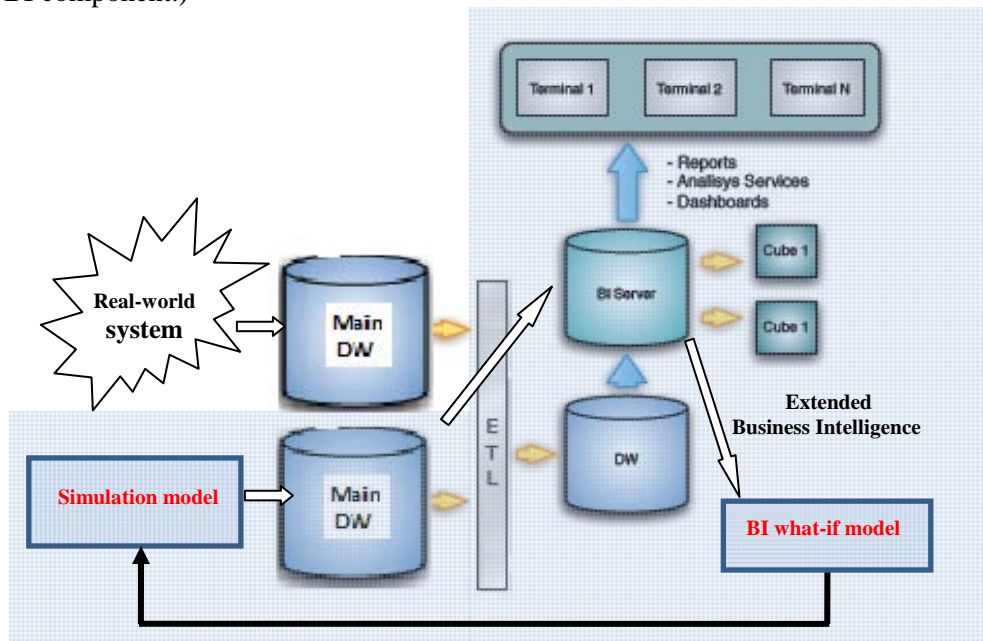 BI component.)
Terminal 1
Terminal 2
Terminal N
- Reports
- Analisys Services
- Dashboards
Real-world
system
Main
DW
BI Server
Cube 1
Cube 1
E
T
L
DW
Extended
Business Intelligence
Simulation model
Main
DW
BI what-if model